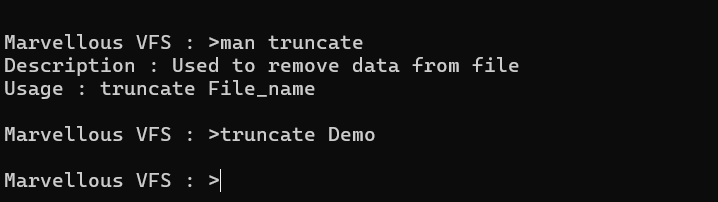 Marvellous VFS : >man truncate
Description : Used to remove data from file
Usage : truncate File_name
Marvellous VFS : >truncate Demo
Marvellous VFS : >